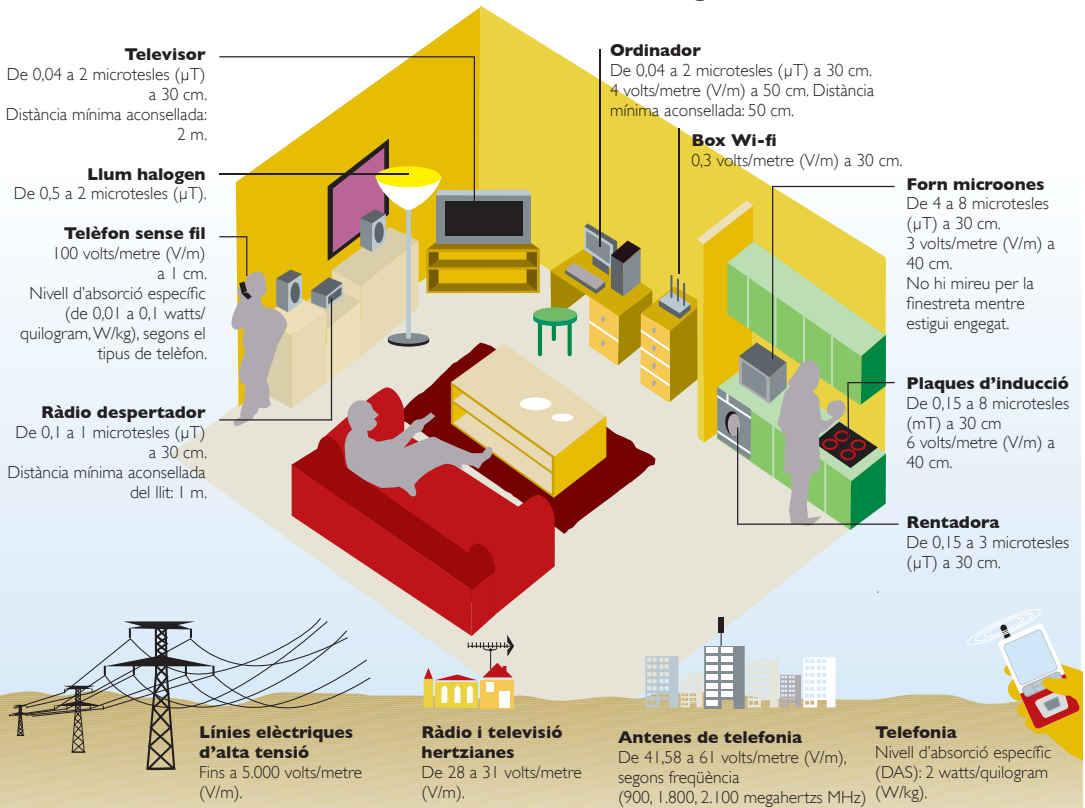 Televisor
De 0,04 a 2 microtesles (µT)
a 30 cm.
Distància mínima aconsellada:
2 m.
Llum halogen
De 0,5 a 2 microtesles (µT).
Telèfon sense fil
100 volts/metre (V/m)
a 1 cm.
Nivell d’absorció específic
(de 0,01 a 0,1 watts/
quilogram, W/kg), segons el
tipus de telèfon.
Ràdio despertador
De 0,1 a 1 microtesles (µT)
a 30 cm.
Distància mínima aconsellada
del llit: 1 m.
Ordinador
De 0,04 a 2 microtesles (µT) a 30 cm.
4 volts/metre (V/m) a 50 cm. Distància
mínima aconsellada: 50 cm.
Box Wi-fi
0,3 volts/metre (V/m) a 30 cm.
Forn microones
De 4 a 8 microtesles
(µT) a 30 cm.
3 volts/metre (V/m) a
40 cm.
No hi mireu per la
finestreta mentre
estigui engegat.
Plaques d’inducció
De 0,15 a 8 microtesles
(mT) a 30 cm
6 volts/metre (V/m) a
40 cm.
Rentadora
De 0,15 a 3 microtesles
(µT) a 30 cm.
Línies elèctriques
d’alta tensió
Fins a 5.000 volts/metre
(V/m).
Ràdio i televisió
hertzianes
De 28 a 31 volts/metre
(V/m).
Antenes de telefonia
De 41,58 a 61 volts/metre (V/m),
segons freqüència
(900, 1.800, 2.100 megahertzs MHz)
Telefonia
Nivell d’absorció específic
(DAS): 2 watts/quilogram
(W/kg).